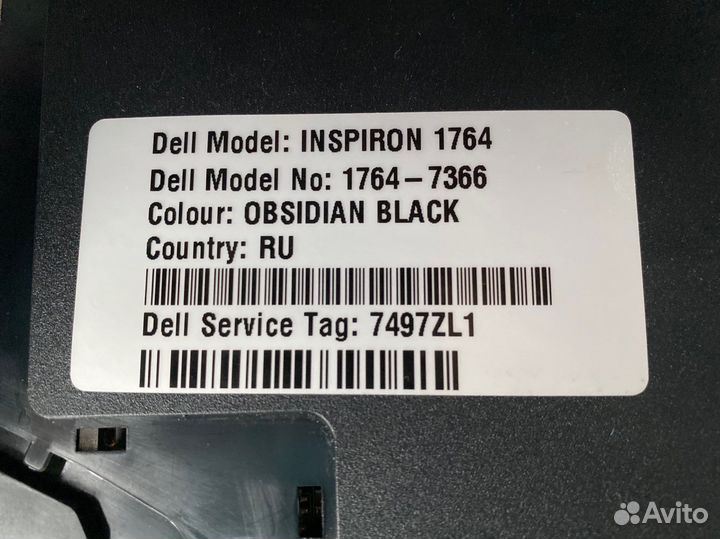 Dell Model: INSPIRON 1764
Dell Model No: 1764-7366
Colour: OBSIDIAN BLACK
Country: RU
Dell Service Tag: 7497ZL1
Avito